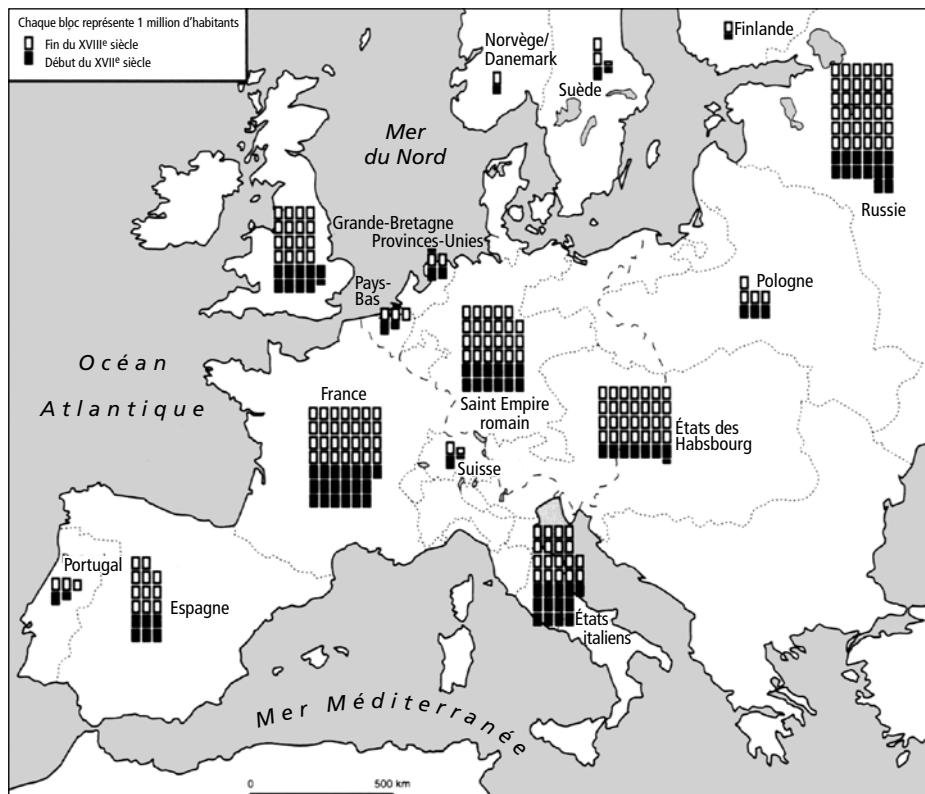 Chaque bloc représente 1 million d'habitants
Fin du XVIIIe siècle
Début du XVIIe siècle
Norvège/
Danemark
Suède
Finlande
Mer
du Nord
Russie
Grande-Bretagne
Provinces-Unies
Pays-
Bas
Pologne
Océan
Atlantique
France
Saint Empire
romain
États des
Habsbourg
Suisse
Portugal
Espagne
États
italiens
Mer Méditerranée
0 500 km